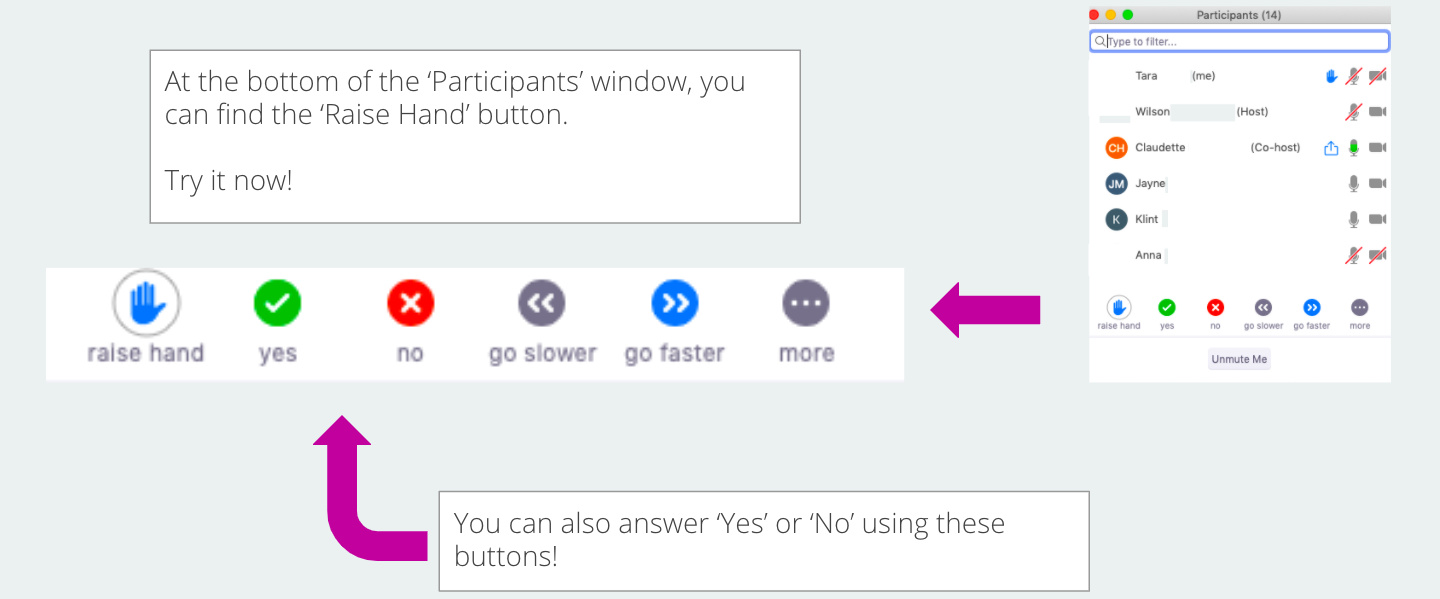 Participants (14)
Type to filter...
At the bottom of the ‘Participants’ window, you
can find the ‘Raise Hand’ button.
Try it now!
Tara (me)
Wilson (Host)
CH Claudette (Co-host)
JM Jayne
K Klint
Anna
raise hand yes no go slower go faster more
Unmute Me
raise hand yes no go slower go faster more
You can also answer ‘Yes’ or ‘No’ using these
buttons!